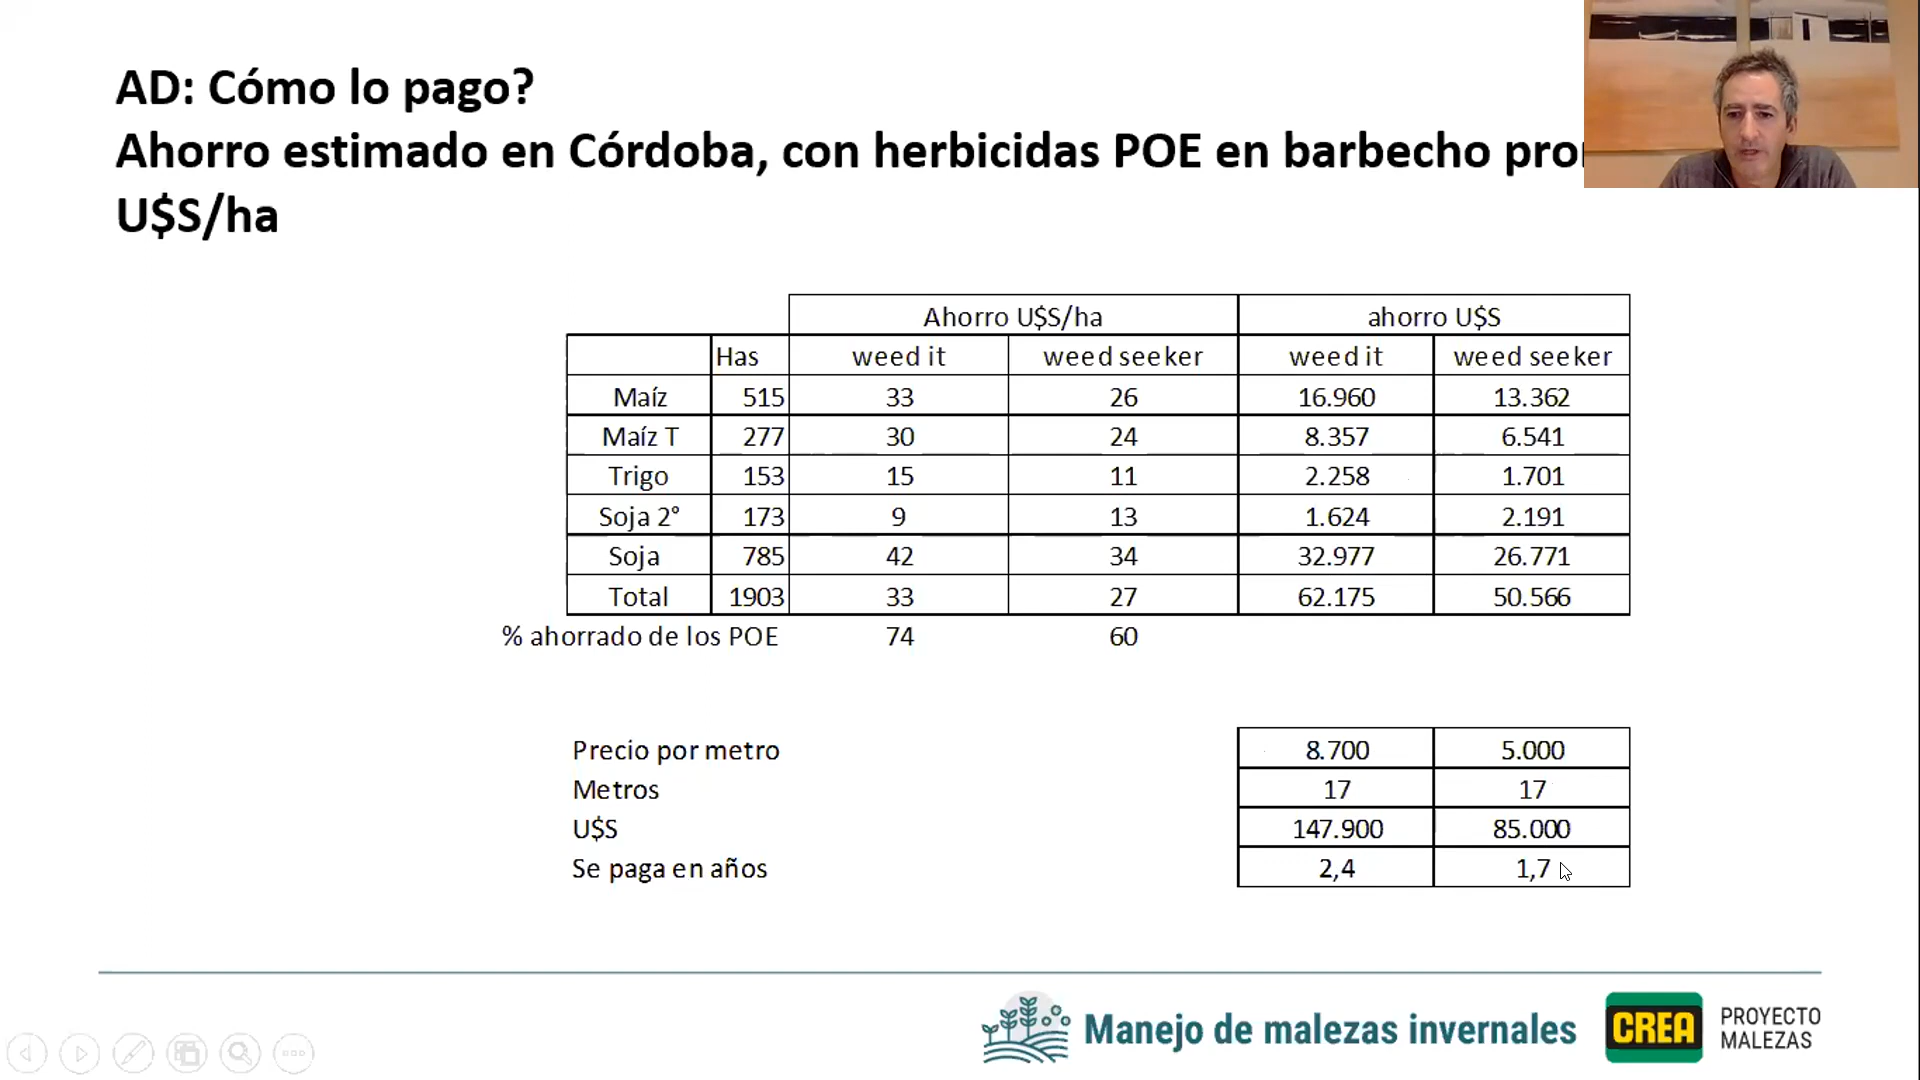 AD: Cómo lo pago?
Ahorro estimado en Córdoba, con herbicidas POE en barbecho
U$S/ha
Ahorro U$S/ha ahorro U$S
Has weed it weed seeker weed it weed seeker
Maíz 515 33 26 16.960 13.362
Maíz T 277 30 24 8.357 6.541
Trigo 153 15 11 2.258 1.701
Soja 2° 173 9 13 1.624 2.191
Soja 785 42 34 32.977 26.771
Total 1903 33 27 62.175 50.566
% ahorrado de los POE 74 60
Precio por metro 8.700 5.000
Metros 17 17
U$S 147.900 85.000
Se paga en años 2,4 1,7
Manejo de malezas invernales
CREA
PROYECTO
MALEZAS